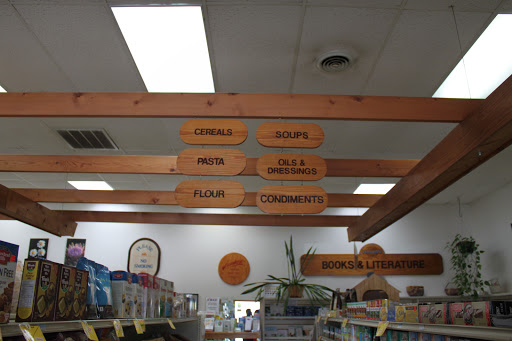 CEREALS
SOUPS
PASTA
OILS &
DRESSINGS
FLOUR
CONDIMENTS
BOOKS & LITERATURE